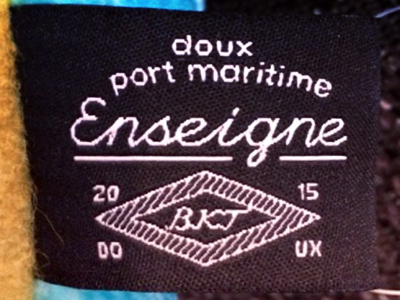 doux
port maritime
Enseigne
20 15
BKT
DO UX